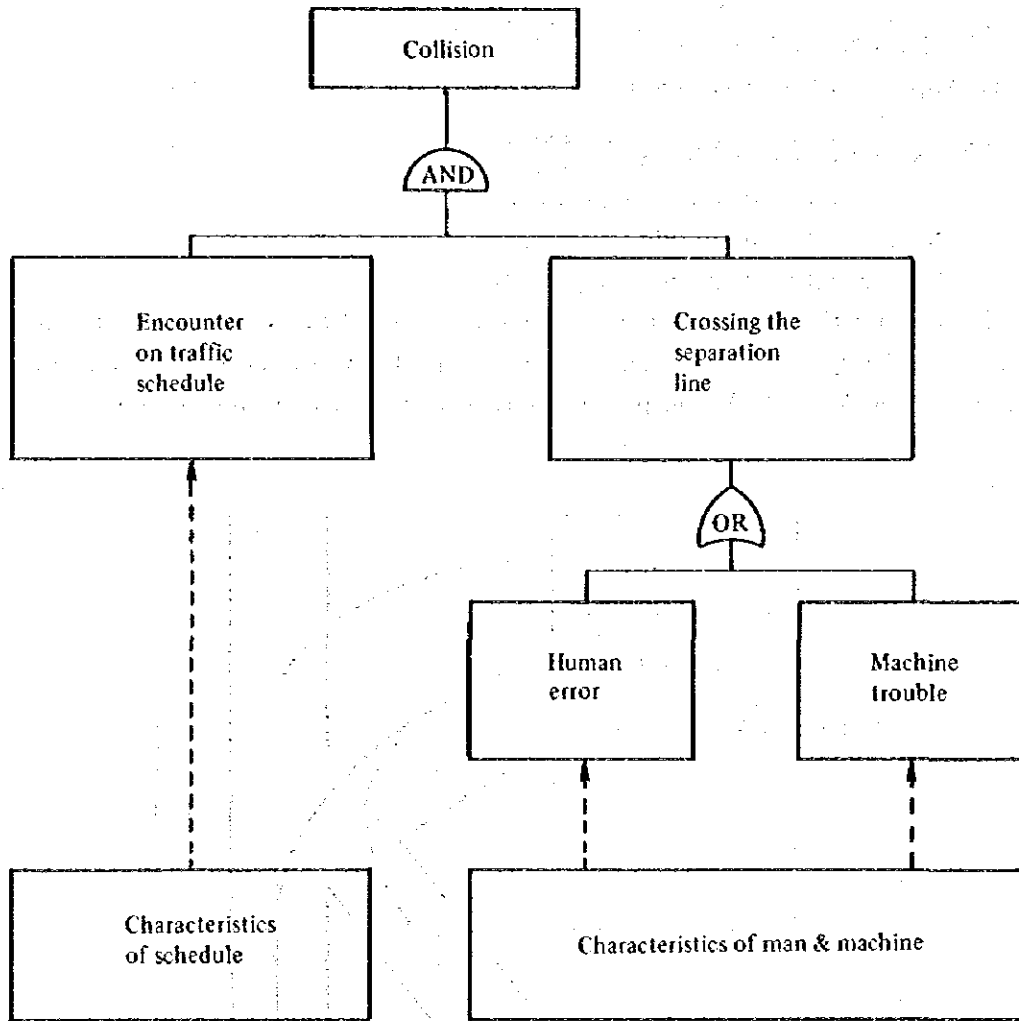 Collision
AND
Encounter
on traffic
schedule
Crossing the
separation
line
OR
Human
error
Machine
trouble
Characteristics
of schedule
Characteristics of man & machine